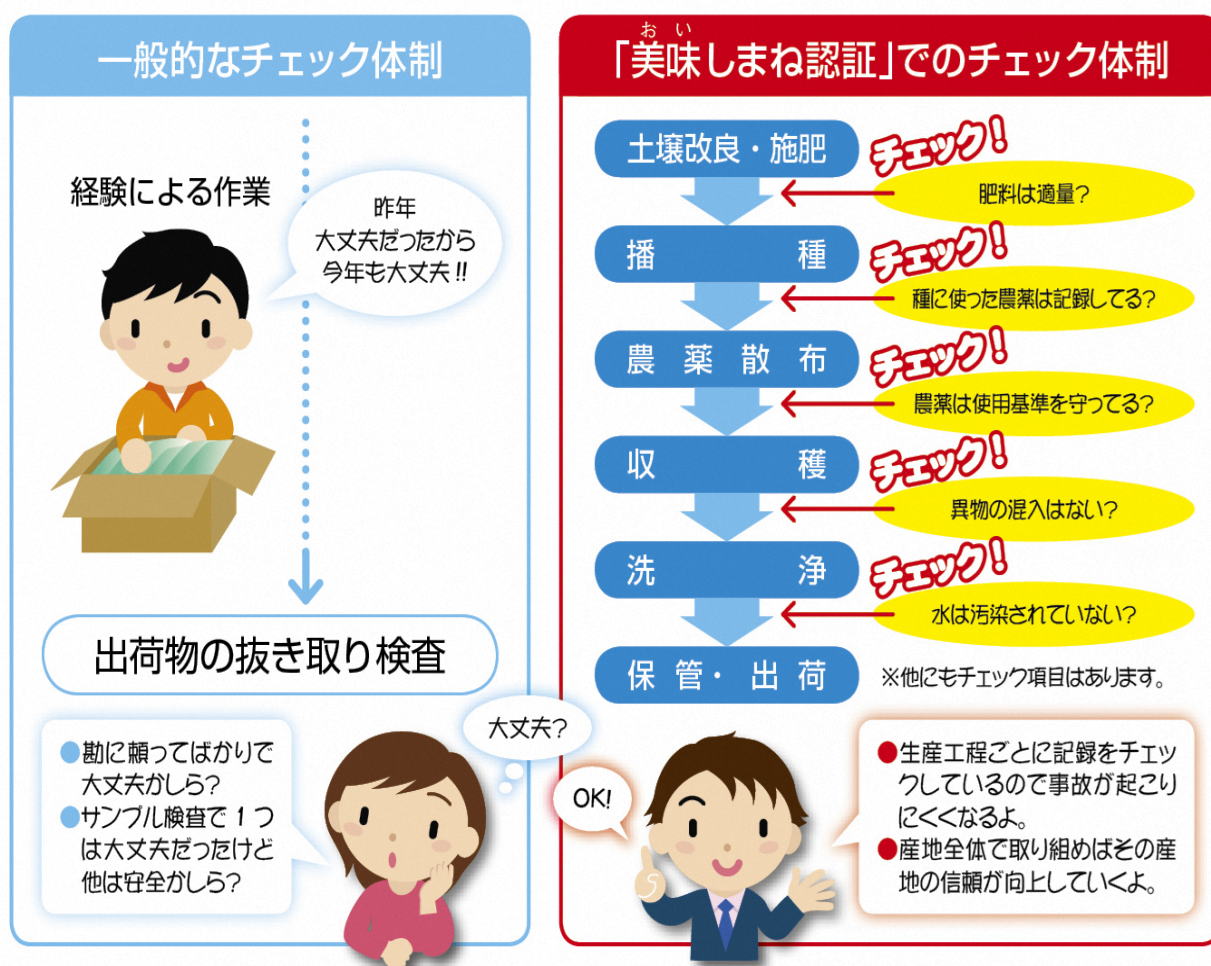 一般的なチェック体制
経験による作業
昨年
大丈夫だったから
今年も大丈夫!!
出荷物の抜き取り検査
●勘に頼ってばかりで
大丈夫かしら?
●サンプル検査で1つ
は大丈夫だったけど
他は安全かしら?
大丈夫?
おい
「美味しまね認証」でのチェック体制
土壌改良・施肥
チェック!
肥料は適量?
播種
チェック!
種に使った農薬は記録してる?
農薬散布
チェック!
農薬は使用基準を守ってる?
収穫
チェック!
異物の混入はない?
洗浄
チェック!
水は汚染されていない?
保管・出荷
※他にもチェック項目はあります。
OK!
●生産工程ごとに記録をチェッ
クしているので事故が起こり
にくくなるよ。
●産地全体で取り組めばその産
地の信頼が向上していくよ。